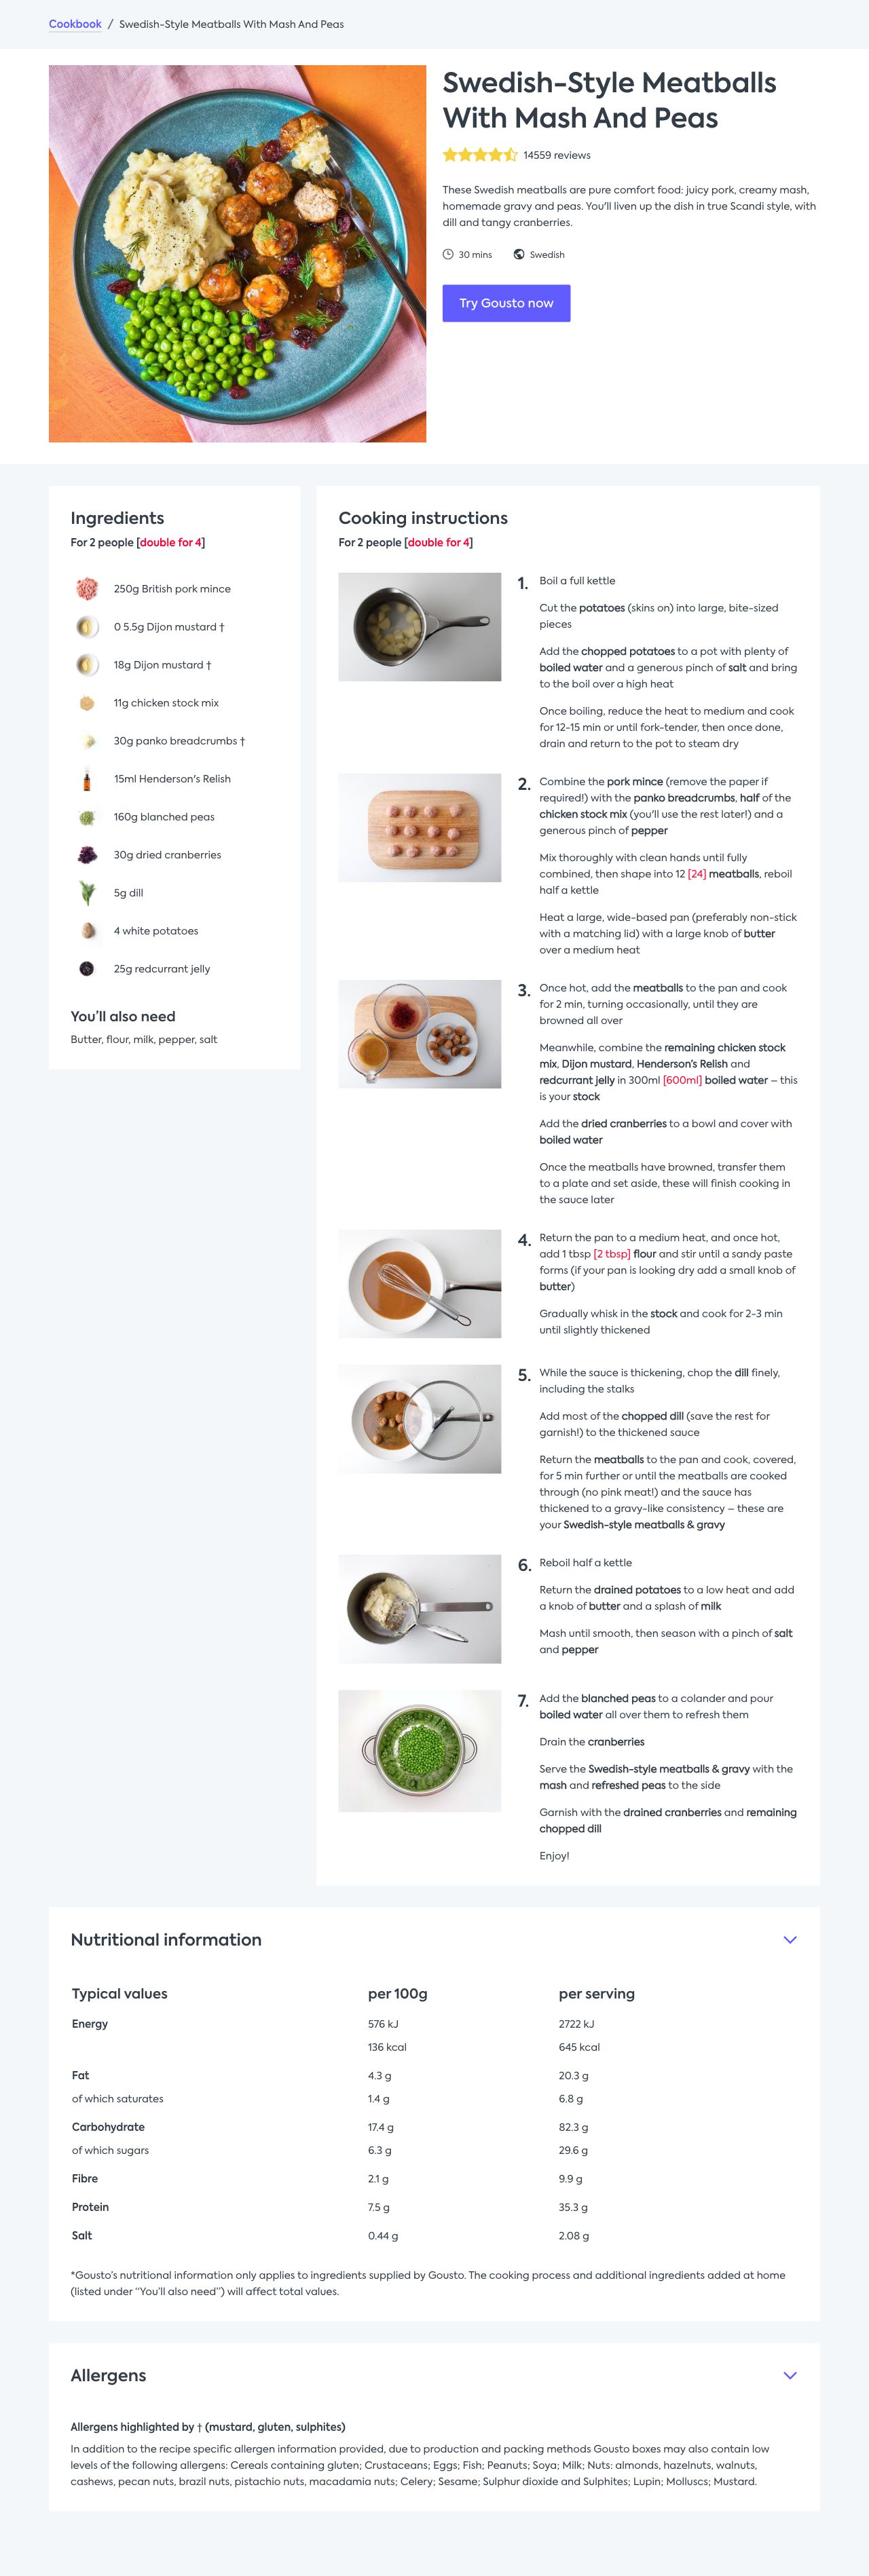 Cookbook / Swedish-Style Meatballs With Mash And Peas
Swedish-Style Meatballs
With Mash And Peas
14559 reviews
These Swedish meatballs are pure comfort food: juicy pork, creamy mash,
homemade gravy and peas. You'll liven up the dish in true Scandi style, with
dill and tangy cranberries.
30 mins Swedish
Try Gousto now
Ingredients
For 2 people [double for 4]
250g British pork mince
0 5.5g Dijon mustard †
18g Dijon mustard †
11g chicken stock mix
30g panko breadcrumbs †
15ml Henderson's Relish
160g blanched peas
30g dried cranberries
5g dill
4 white potatoes
25g redcurrant jelly
You'll also need
Butter, flour, milk, pepper, salt
Cooking instructions
For 2 people [double for 4]
1. Boil a full kettle
Cut the potatoes (skins on) into large, bite-sized
pieces
Add the chopped potatoes to a pot with plenty of
boiled water and a generous pinch of salt and bring
to the boil over a high heat
Once boiling, reduce the heat to medium and cook
for 12-15 min or until fork-tender, then once done,
drain and return to the pot to steam dry
2. Combine the pork mince (remove the paper if
required!) with the panko breadcrumbs, half of the
chicken stock mix (you'll use the rest later!) and a
generous pinch of pepper
Mix thoroughly with clean hands until fully
combined, then shape into 12 [24] meatballs, reboil
half a kettle
Heat a large, wide-based pan (preferably non-stick
with a matching lid) with a large knob of butter
over a medium heat
3. Once hot, add the meatballs to the pan and cook
for 2 min, turning occasionally, until they are
browned all over
Meanwhile, combine the remaining chicken stock
mix, Dijon mustard, Henderson's Relish and
redcurrant jelly in 300ml [600ml] boiled water – this
is your stock
Add the dried cranberries to a bowl and cover with
boiled water
Once the meatballs have browned, transfer them
to a plate and set aside, these will finish cooking in
the sauce later
4. Return the pan to a medium heat, and once hot,
add 1 tbsp [2 tbsp] flour and stir until a sandy paste
forms (if your pan is looking dry add a small knob of
butter)
Gradually whisk in the stock and cook for 2-3 min
until slightly thickened
5. While the sauce is thickening, chop the dill finely,
including the stalks
Add most of the chopped dill (save the rest for
garnish!) to the thickened sauce
Return the meatballs to the pan and cook, covered,
for 5 min further or until the meatballs are cooked
through (no pink meat!) and the sauce has
thickened to a gravy-like consistency – these are
your Swedish-style meatballs & gravy
6. Reboil half a kettle
Return the drained potatoes to a low heat and add
a knob of butter and a splash of milk
Mash until smooth, then season with a pinch of salt
and pepper
7. Add the blanched peas to a colander and pour
boiled water all over them to refresh them
Drain the cranberries
Serve the Swedish-style meatballs & gravy with the
mash and refreshed peas to the side
Garnish with the drained cranberries and remaining
chopped dill
Enjoy!
Nutritional information
Typical values per 100g per serving
Energy 576 kJ 2722 kJ
136 kcal 645 kcal
Fat 4.3 g 20.3 g
of which saturates 1.4 g 6.8 g
Carbohydrate 17.4 g 82.3 g
of which sugars 6.3 g 29.6 g
Fibre 2.1 g 9.9 g
Protein 7.5 g 35.3 g
Salt 0.44 g 2.08 g
*Gousto's nutritional information only applies to ingredients supplied by Gousto. The cooking process and additional ingredients added at home
(listed under “You'll also need”) will affect total values.
Allergens
Allergens highlighted by † (mustard, gluten, sulphites)
In addition to the recipe specific allergen information provided, due to production and packing methods Gousto boxes may also contain low
levels of the following allergens: Cereals containing gluten; Crustaceans; Eggs; Fish; Peanuts; Soya; Milk; Nuts: almonds, hazelnuts, walnuts,
cashews, pecan nuts, brazil nuts, pistachio nuts, macadamia nuts; Celery; Sesame; Sulphur dioxide and Sulphites; Lupin; Molluscs; Mustard.